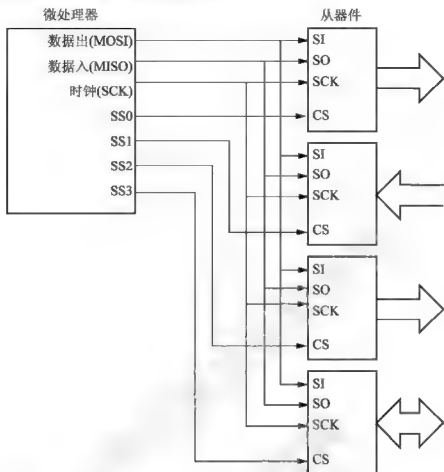 微处理器
数据出(MOSI)
数据入(MISO)
时钟(SCK)
SS0
SS1
SS2
SS3
从器件
SI
SO
SCK
CS
SI
SO
SCK
CS
SI
SO
SCK
CS
SI
SO
SCK
CS